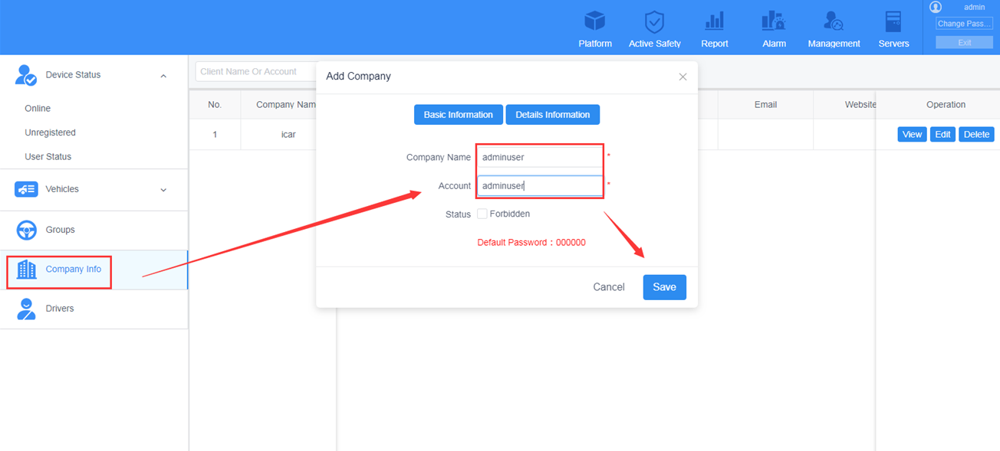 admin
Change Pass...
Exit
Platform
Active Safety
Report
Alarm
Management
Servers
Device Status
Online
Unregistered
User Status
Vehicles
Groups
Company Info
Drivers
Client Name Or Account
No.
Company Nam
Email
Website
Operation
1
icar
View
Edit
Delete
Add Company
Basic Information
Details Information
Company Name
adminuser
*
Account
adminuser
*
Status
Forbidden
Default Password：000000
Cancel
Save